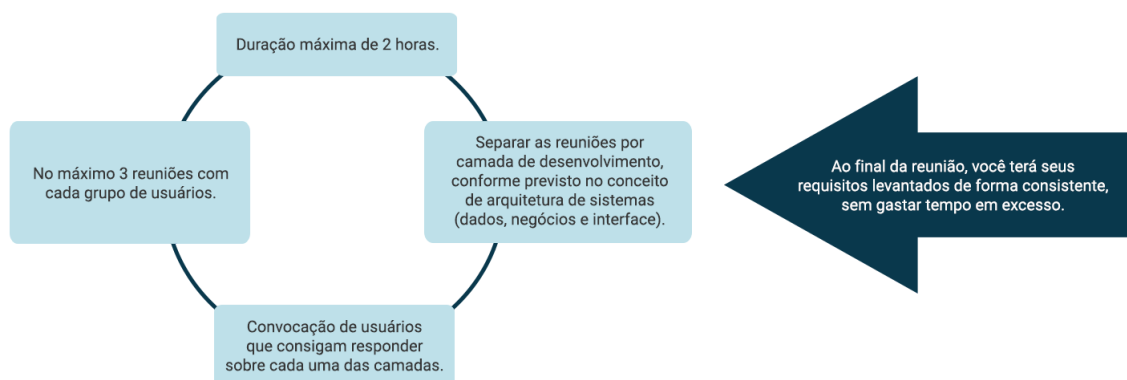 Duração máxima de 2 horas.
No máximo 3 reuniões com
cada grupo de usuários.
Separar as reuniões por
camada de desenvolvimento,
conforme previsto no conceito
de arquitetura de sistemas
(dados, negócios e interface).
Convocação de usuários
que consigam responder
sobre cada uma das camadas.
Ao final da reunião, você terá seus
requisitos levantados de forma consistente,
sem gastar tempo em excesso.